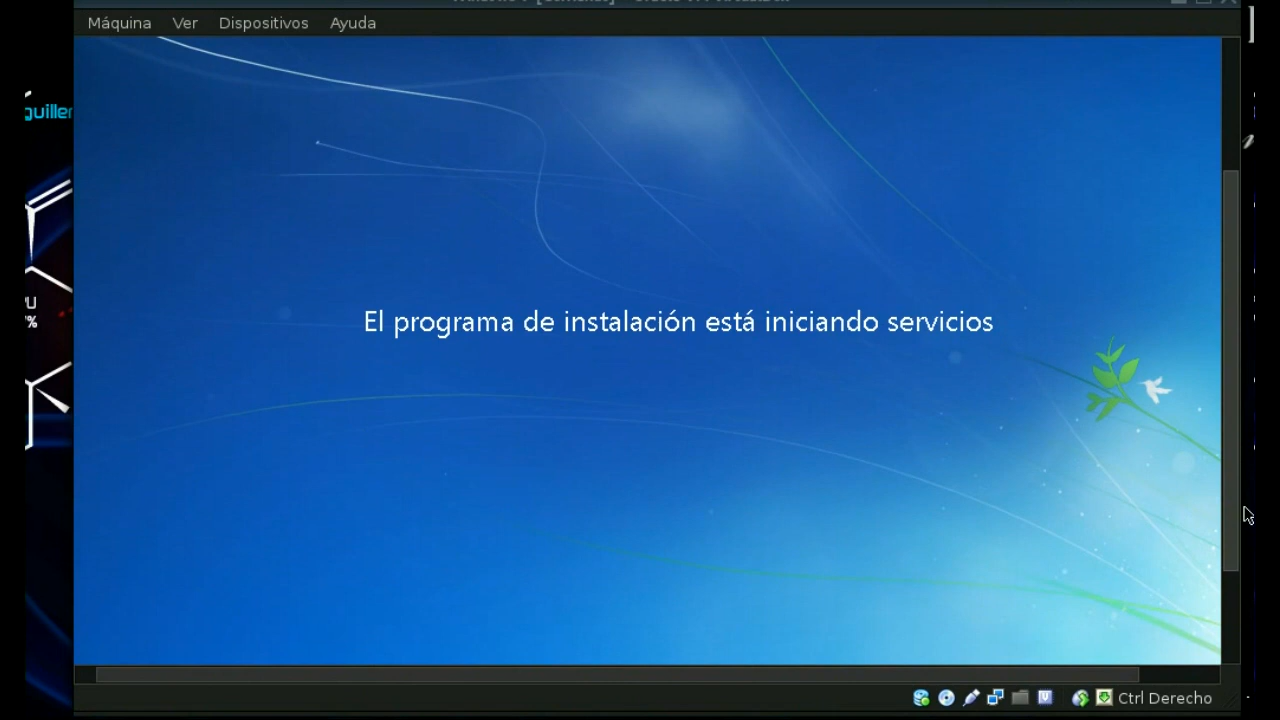 Máquina Ver Dispositivos Ayuda
El programa de instalación está iniciando servicios
Ctrl Derecho